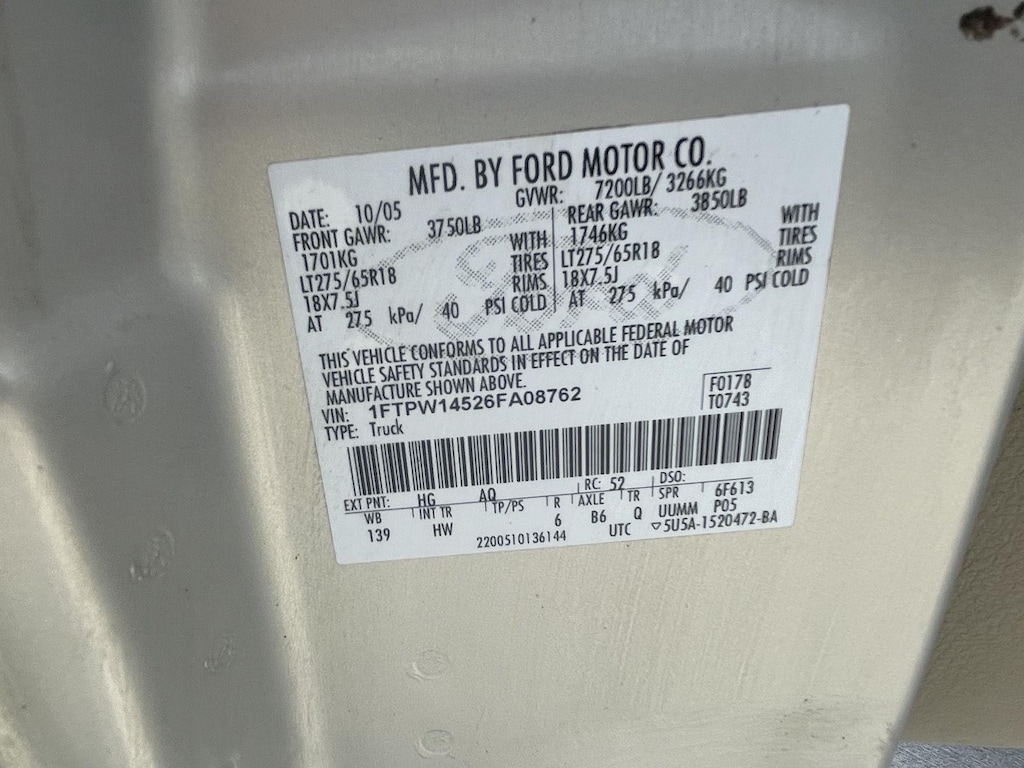 MFD. BY FORD MOTOR CO.
DATE: 10/05 GVWR: 7200LB/ 3266KG
FRONT GAWR: 3750LB REAR GAWR: 3850LB
1701KG WITH 1746KG WITH
LT275/65R18 TIRES LT275/65R18 TIRES
18X7.5J RIMS 18X7.5J RIMS
AT 275 kPa/ 40 PSI COLD AT 275 kPa/ 40 PSI COLD
THIS VEHICLE CONFORMS TO ALL APPLICABLE FEDERAL MOTOR
VEHICLE SAFETY STANDARDS IN EFFECT ON THE DATE OF
MANUFACTURE SHOWN ABOVE.
VIN: 1FTPW14526FA08762 F0178
TYPE: Truck T0743
EXT PNT: HG AQ RC: 52 DSO:
WB INT TR TP/PS R AXLE TR SPR 6F613
139 HW 6 B6 Q UUMM P05
2200510136144 UTC ▽5U5A-1520472-BA